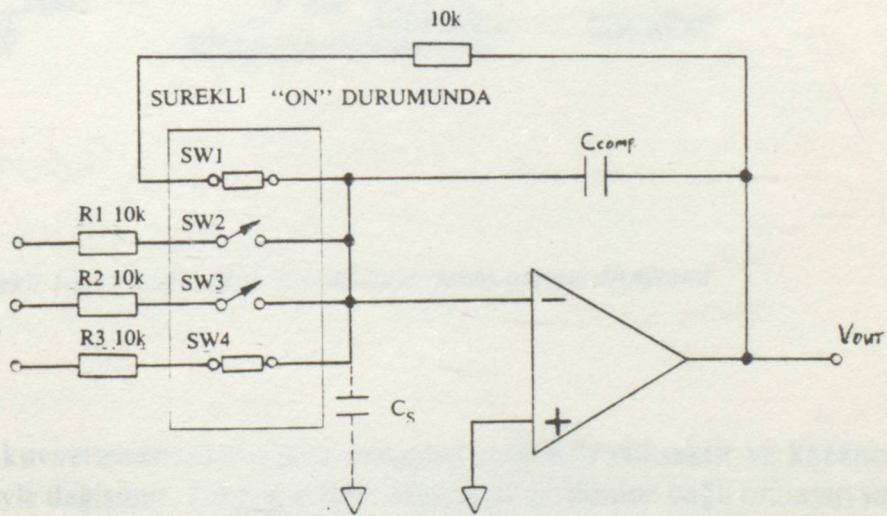 10k
SUREKLI "ON" DURUMUNDA
Ccomp
SW1
R1 10k
SW2
R2 10k
SW3
R3 10k
SW4
VOUT
CS